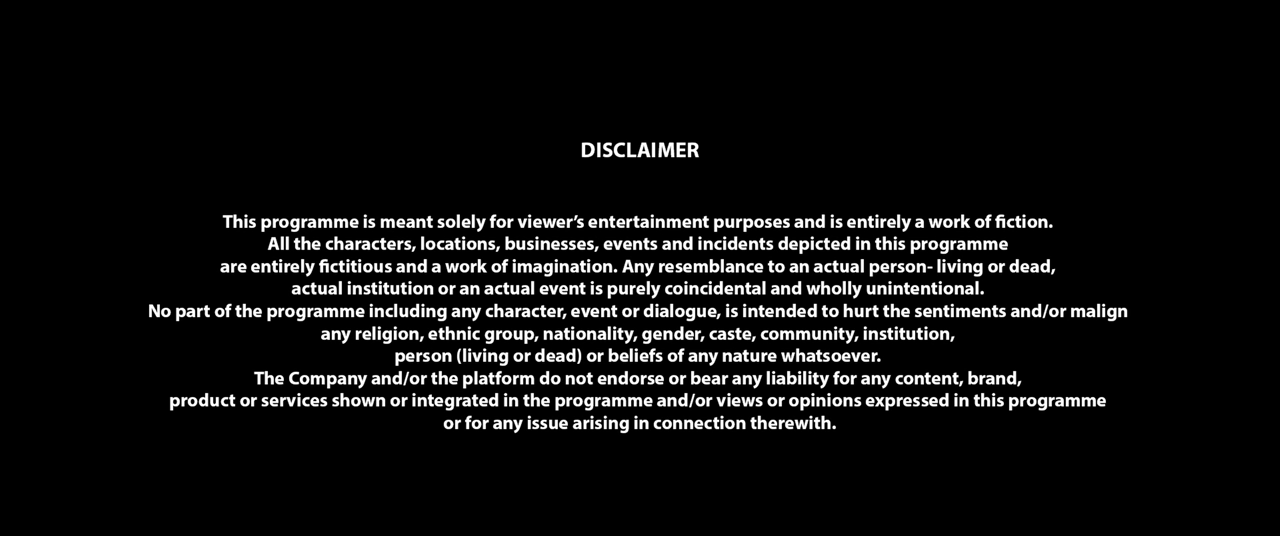 DISCLAIMER
This programme is meant solely for viewer’s entertainment purposes and is entirely a work of fiction.
All the characters, locations, businesses, events and incidents depicted in this programme
are entirely fictitious and a work of imagination. Any resemblance to an actual person- living or dead,
actual institution or an actual event is purely coincidental and wholly unintentional.
No part of the programme including any character, event or dialogue, is intended to hurt the sentiments and/or malign
any religion, ethnic group, nationality, gender, caste, community, institution,
person (living or dead) or beliefs of any nature whatsoever.
The Company and/or the platform do not endorse or bear any liability for any content, brand,
product or services shown or integrated in the programme and/or views or opinions expressed in this programme
or for any issue arising in connection therewith.